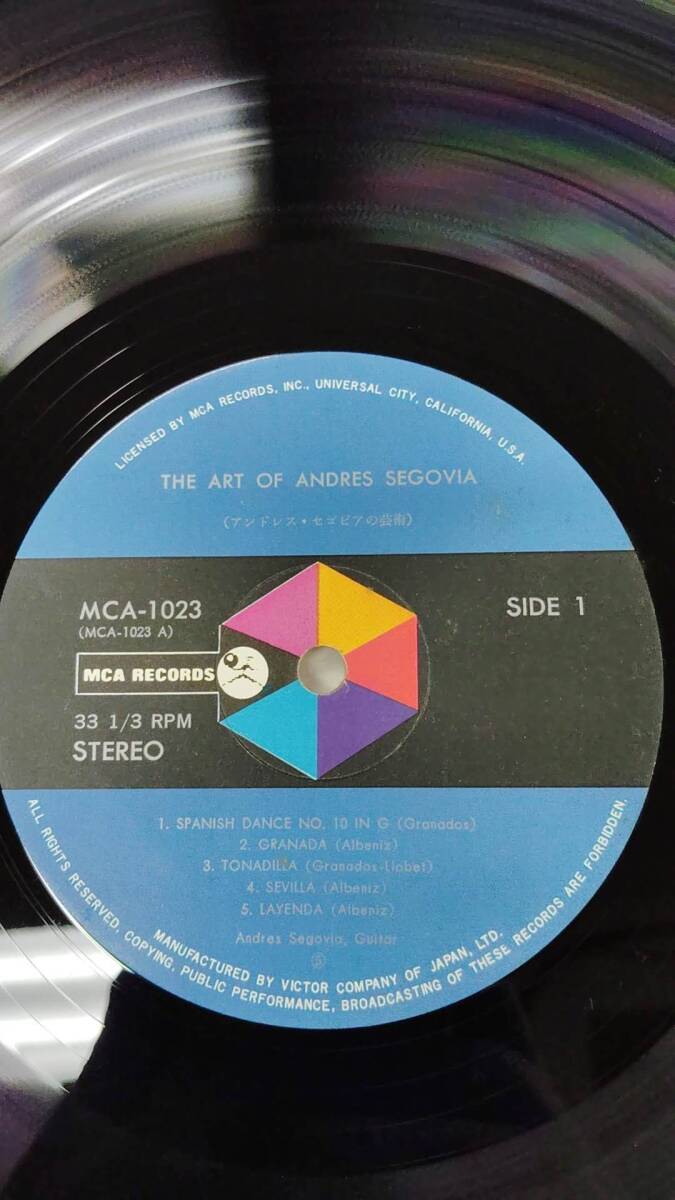 LICENSED BY MCA RECORDS, INC., UNIVERSAL CITY, CALIFORNIA, U.S.A.
THE ART OF ANDRES SEGOVIA
(アンドレス・セゴビアの芸術)
MCA-1023
(MCA-1023 A)
SIDE 1
MCA RECORDS
33 1/3 RPM
STEREO
1. SPANISH DANCE NO. 10 IN G (Granados)
2. GRANADA (Albeniz)
3. TONADILLA (Granados-Llobet)
4. SEVILLA (Albeniz)
5. LAYENDA (Albeniz)
Andres Segovia, Guitar
MANUFACTURED BY VICTOR COMPANY OF JAPAN, LTD.
ALL RIGHTS RESERVED. COPYING, PUBLIC PERFORMANCE, BROADCASTING OF THESE RECORDS ARE FORBIDDEN.